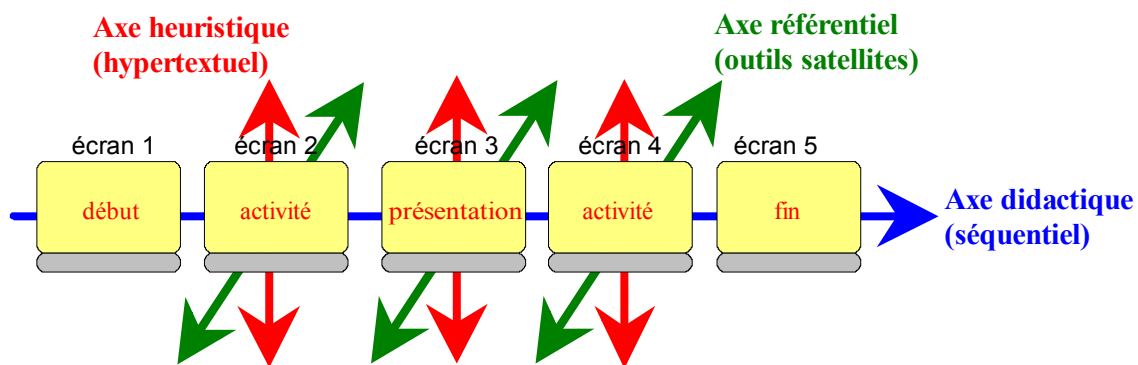 Axe heuristique
(hypertextuel)
Axe référentiel
(outils satellites)
écran 1
écran 2
écran 3
écran 4
écran 5
début
activité
présentation
activité
fin
Axe didactique
(séquentiel)